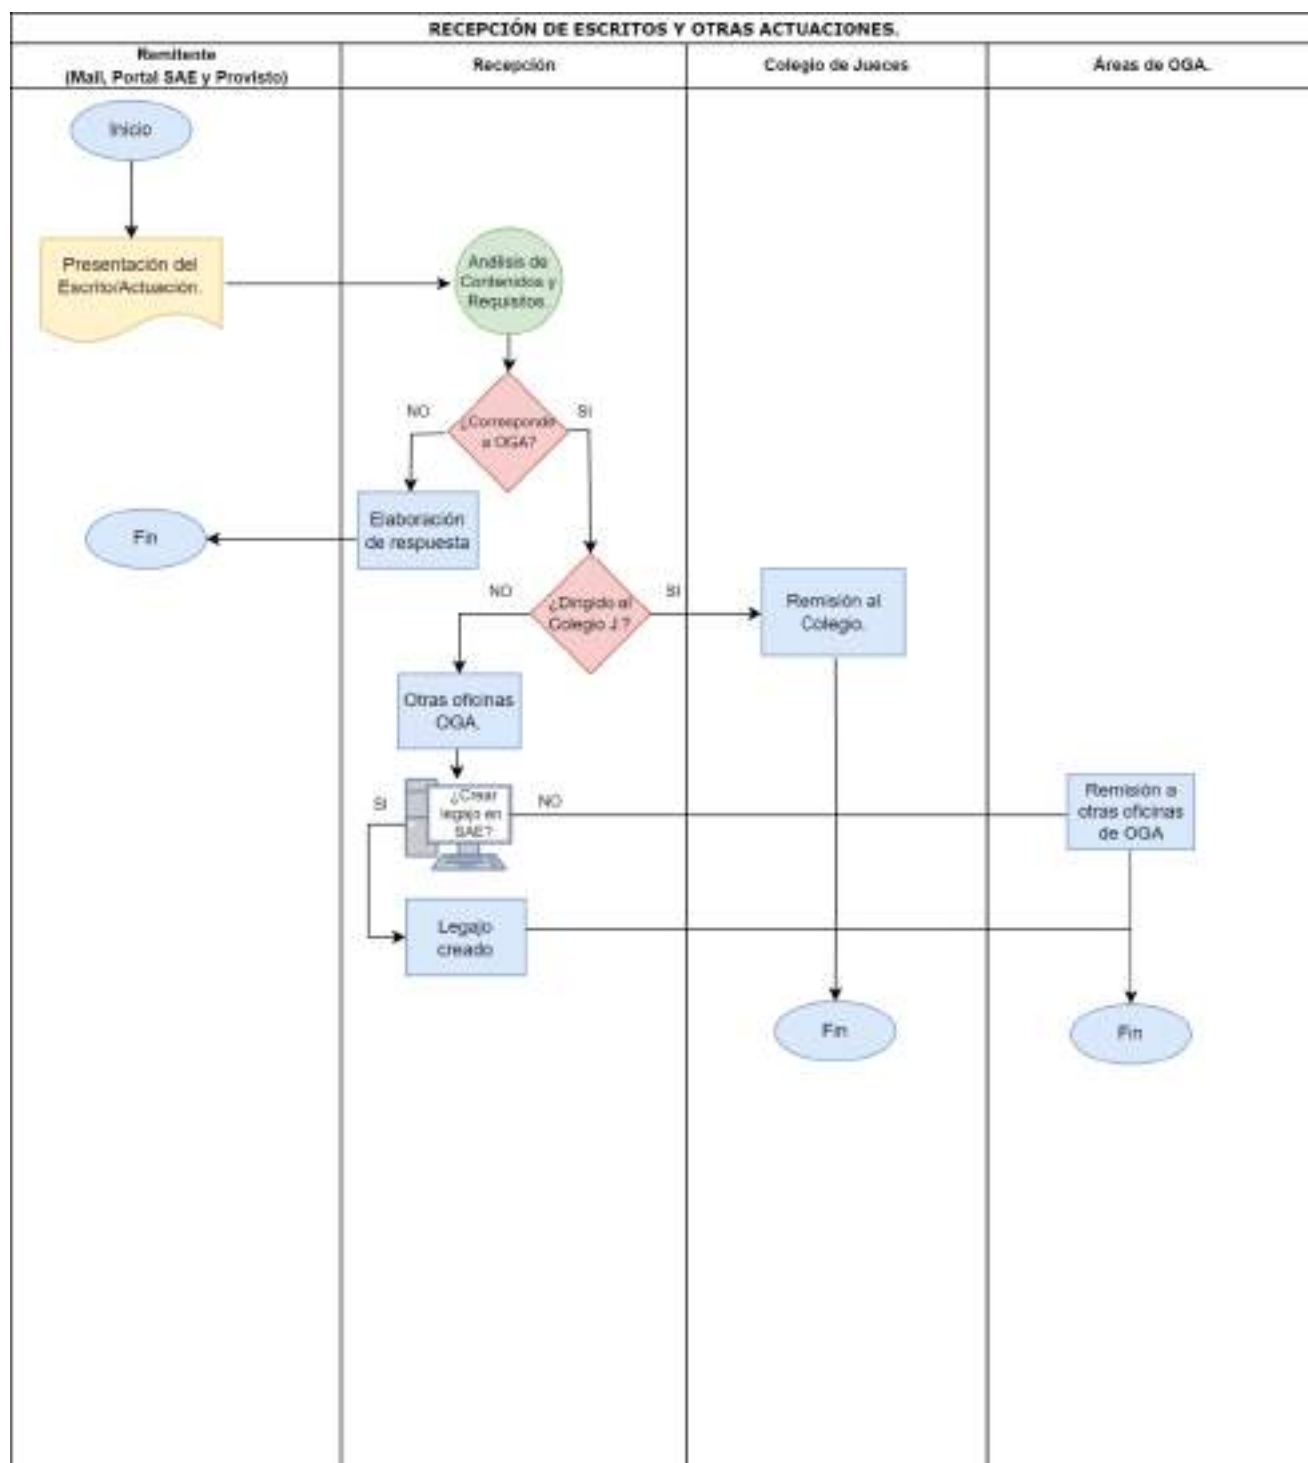 RECEPCIÓN DE ESCRITOS Y OTRAS ACTUACIONES.
Remitente
(Mail, Portal SAE y Provisto)
Recepción
Colegio de Jueces
Áreas de OGA.
Inicio
Presentación del
Escrito/Actuación.
Análisis de
Contenidos y
Requisitos.
NO
SI
¿Corresponde
a OGA?
Elaboración
de respuesta
Fin
NO
SI
¿Dirigido al
Colegio J.?
Remisión al
Colegio.
Otras oficinas
OGA.
SI
¿Crear
legajo en
SAE?
NO
Remisión a
otras oficinas
de OGA
Legajo
creado
Fin
Fin